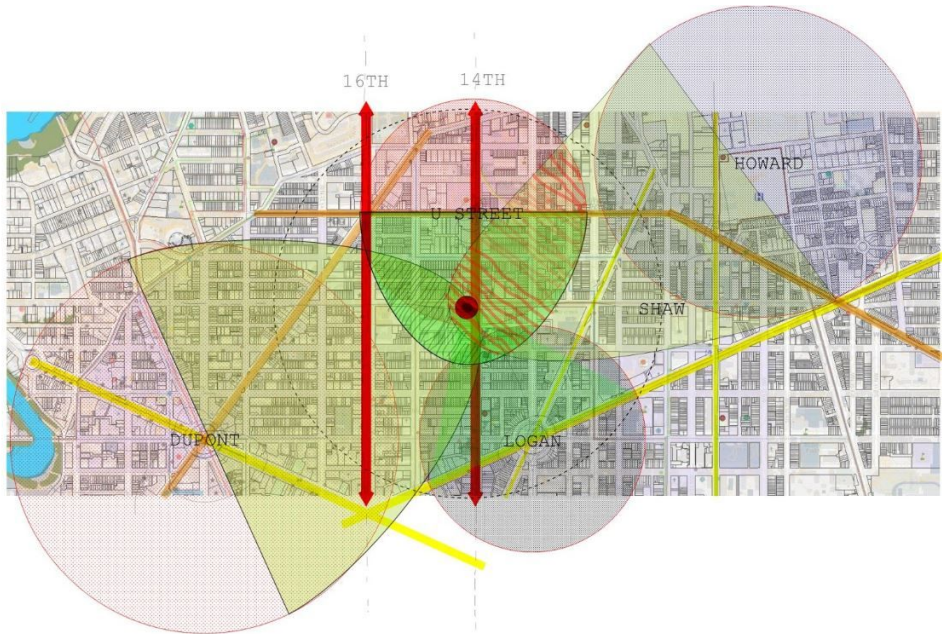 16TH
14TH
HOWARD
U STREET
SHAW
DUPONT
LOGAN